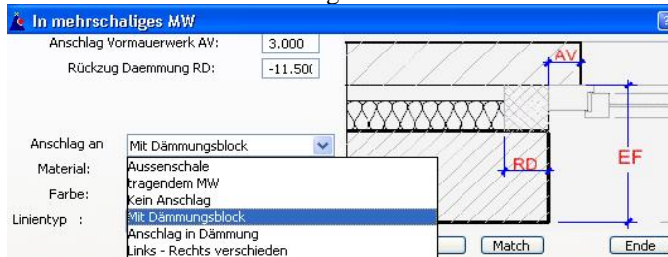 In mehrschaliges MW
Anschlag Vormauerwerk AV: 3.000
Rückzug Daemmung RD: -11.50(
AV
RD
EF
Anschlag an Mit Dämmungsblock
Material: Aussenschale
tragendem MW
Farbe: Kein Anschlag
Linientyp : Mit Dämmungsblock
Anschlag in Dämmung
Links - Rechts verschieden
Match Ende